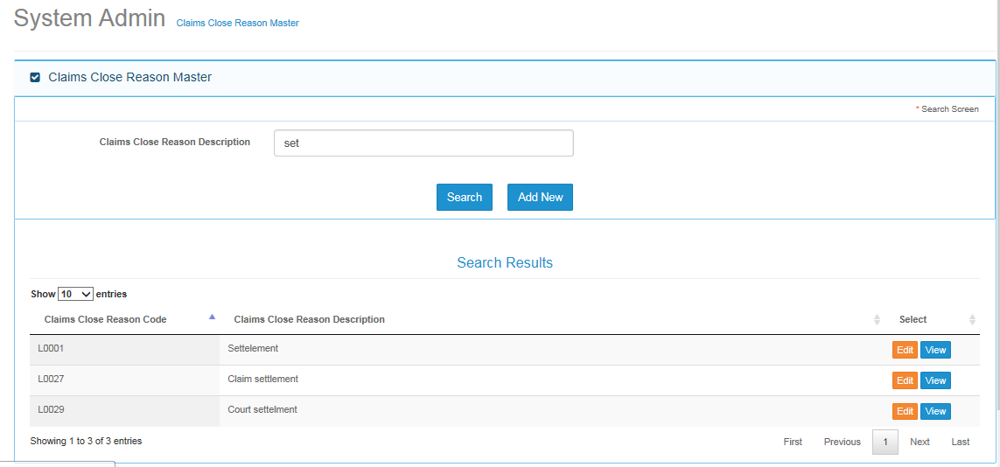 System Admin Claims Close Reason Master
Claims Close Reason Master
* Search Screen
Claims Close Reason Description set
Search Add New
Search Results
Show 10 entries
Claims Close Reason Code Claims Close Reason Description Select
L0001 Settelement Edit View
L0027 Claim settlement Edit View
L0029 Court settelment Edit View
Showing 1 to 3 of 3 entries First Previous 1 Next Last